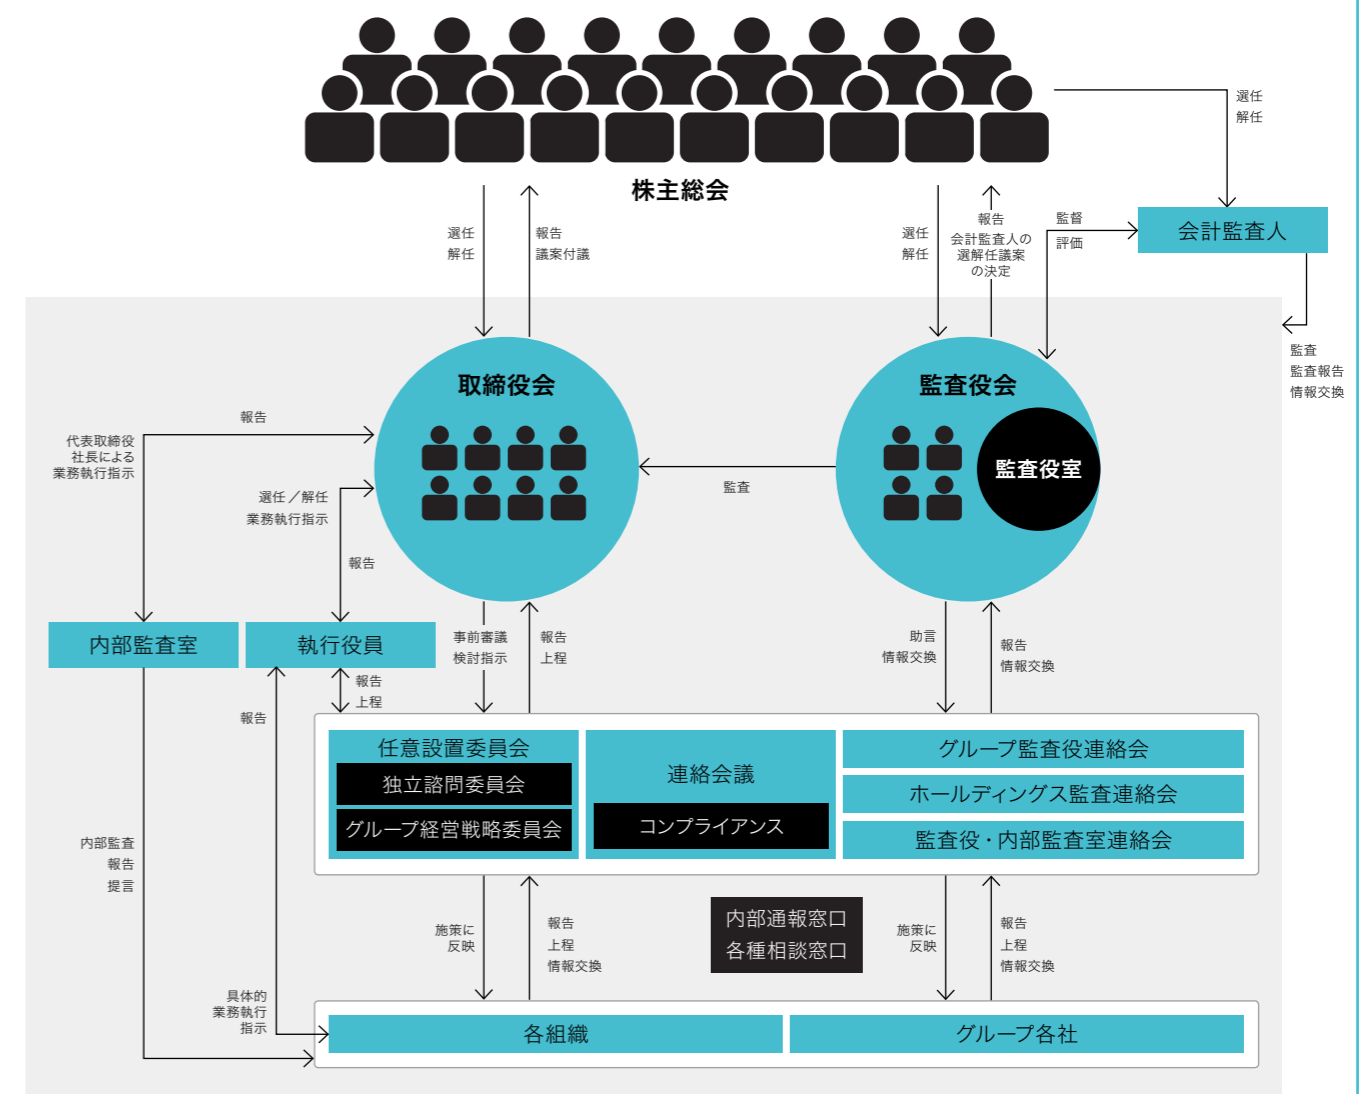 株主総会
選任
解任
会計監査人
選任
解任
報告
議案付議
選任
解任
報告
会計監査人の
選解任議案
の決定
監督
評価
監査
監査報告
情報交換
取締役会
監査役会
監査役室
監査
報告
代表取締役
社長による
業務執行指示
選任／解任
業務執行指示
報告
内部監査室
執行役員
事前審議
検討指示
報告
上程
助言
情報交換
報告
情報交換
報告
上程
報告
任意設置委員会
独立諮問委員会
グループ経営戦略委員会
連絡会議
コンプライアンス
グループ監査役連絡会
ホールディングス監査連絡会
監査役・内部監査室連絡会
内部監査
報告
提言
施策に
反映
報告
上程
情報交換
内部通報窓口
各種相談窓口
施策に
反映
報告
上程
情報交換
具体的
業務執行
指示
各組織
グループ各社